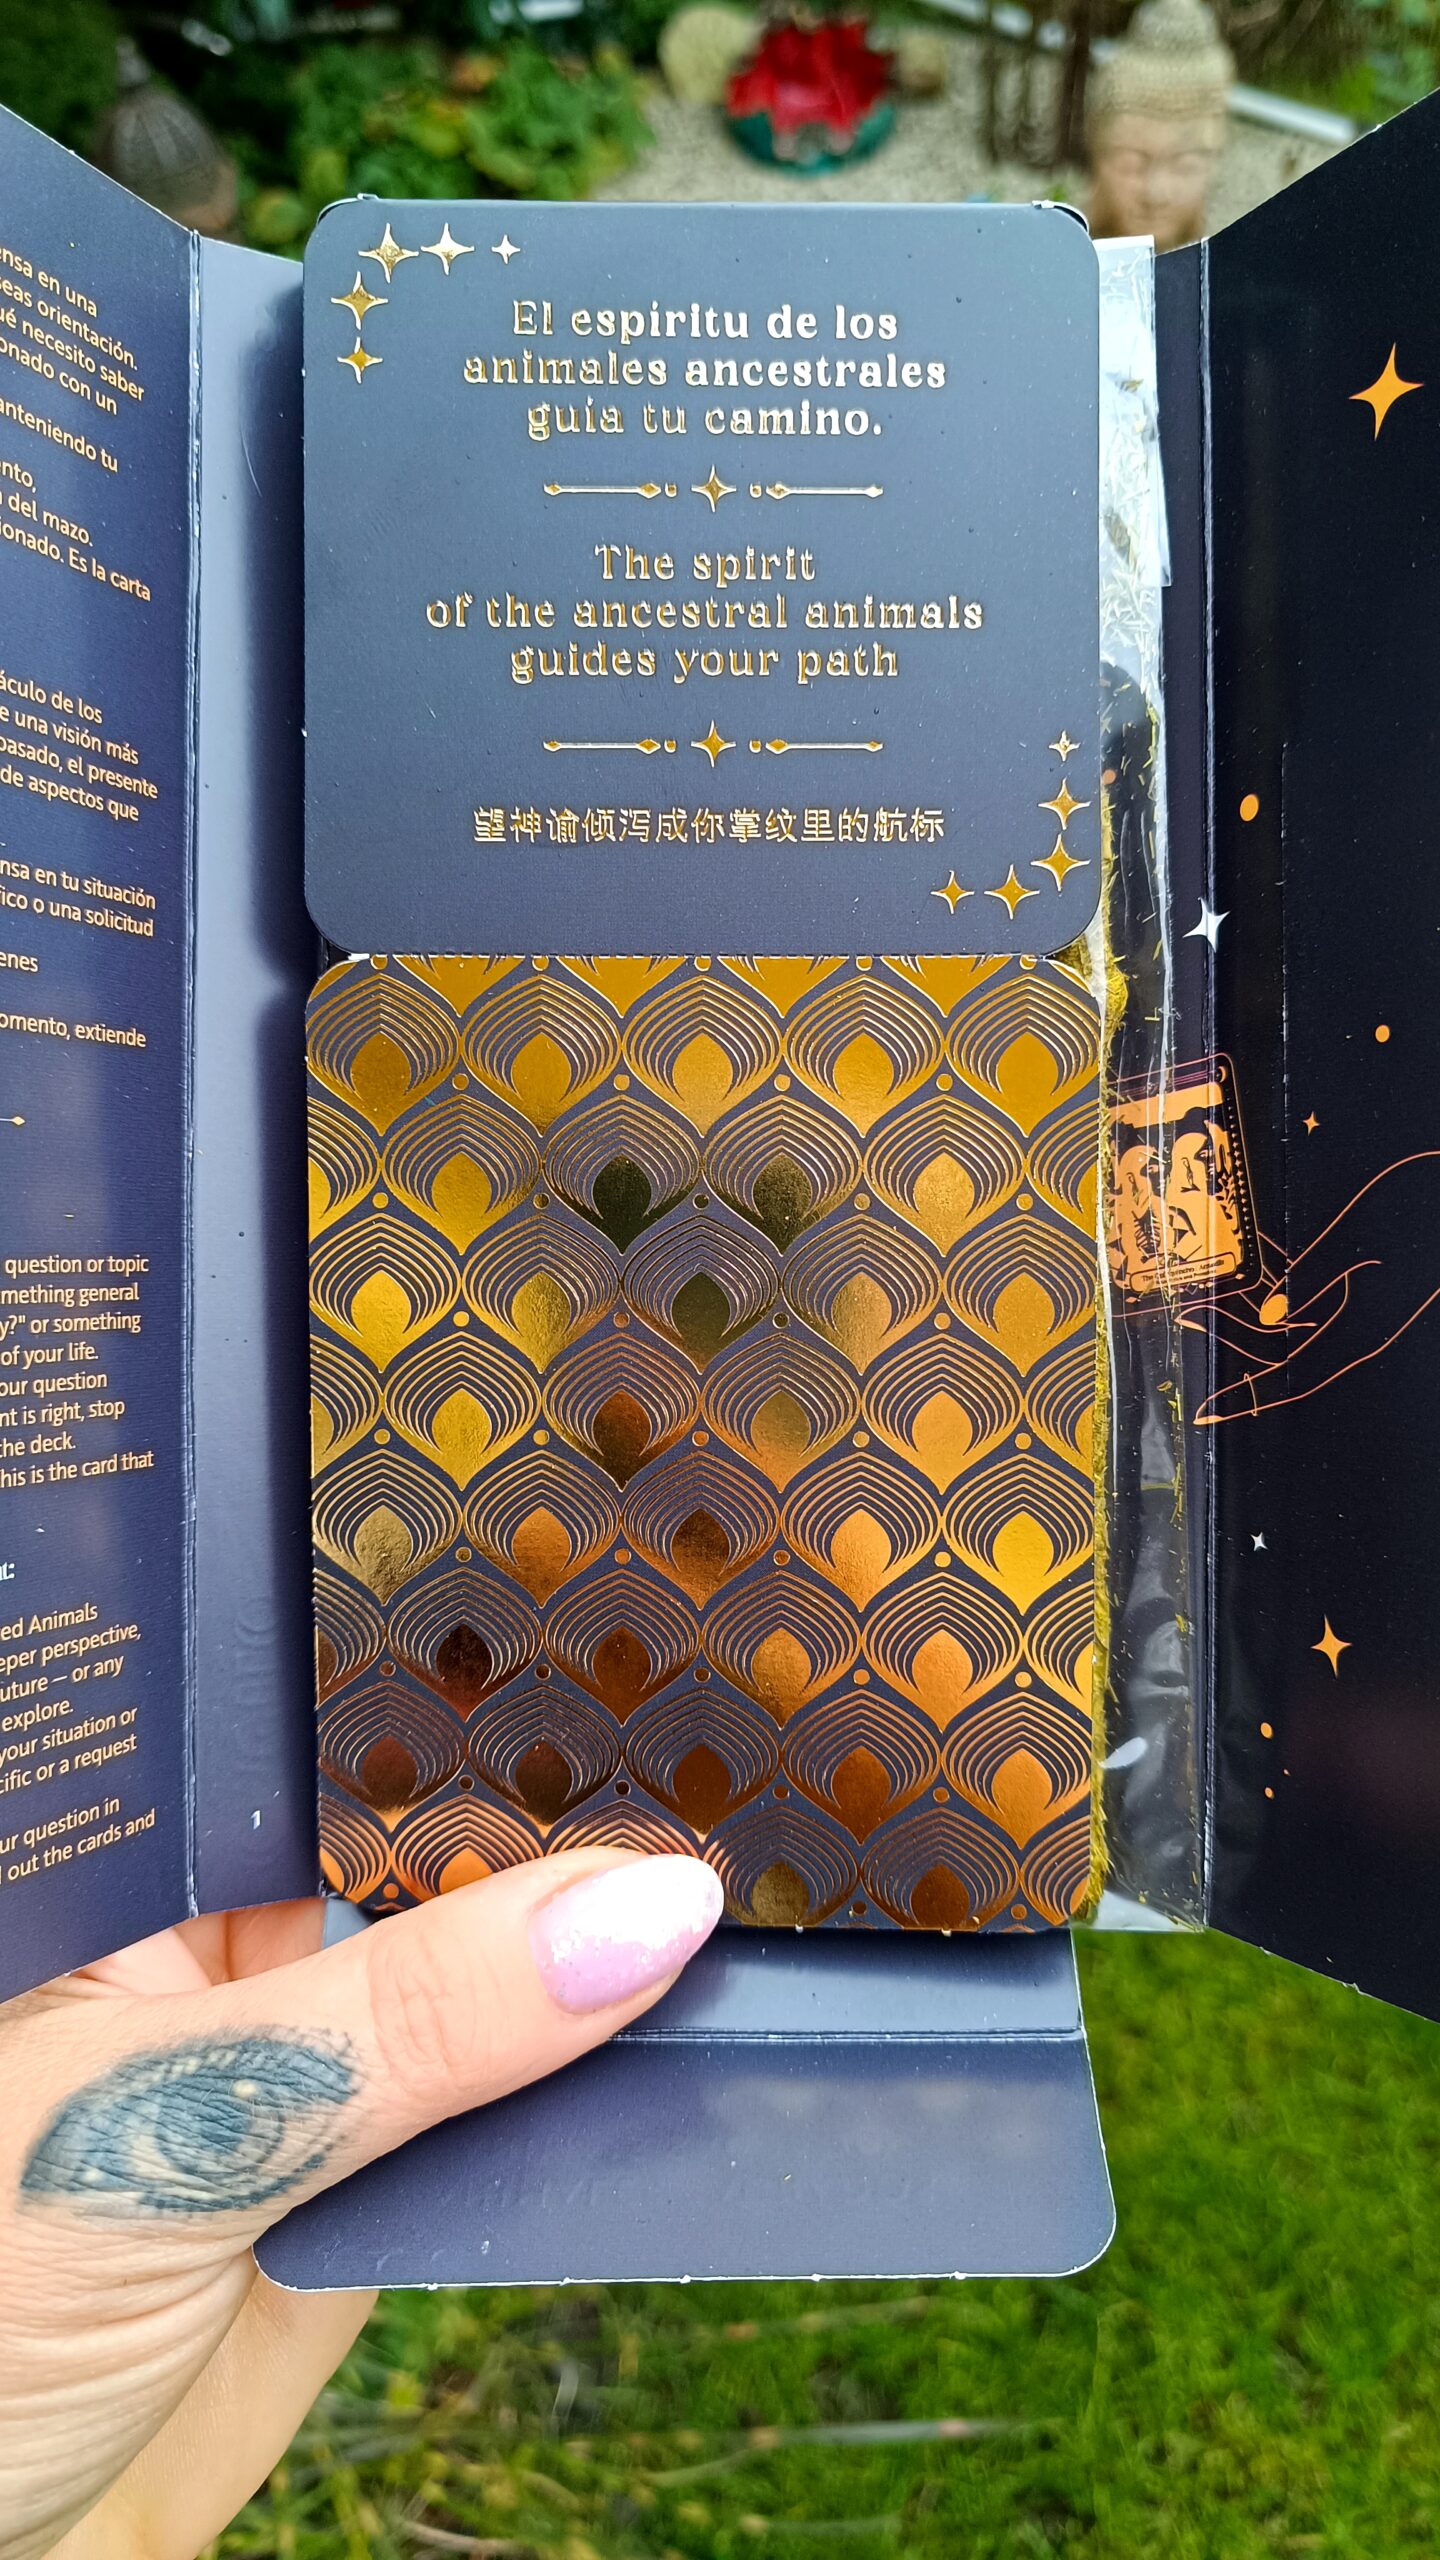 ensa en una
seas orientación.
ué necesito saber
onado con un
anteniendo tu
nto,
del mazo.
ionado. Es la carta
áculo de los
e una visión más
pasado, el presente
de aspectos que
nsa en tu situación
fico o una solicitud
enes
omento, extiende
question or topic
mething general
y?" or something
of your life.
our question
nt is right, stop
the deck.
his is the card that
ed Animals
eper perspective,
uture — or any
explore.
your situation or
cific or a request
ur question in
out the cards and
El espíritu de los
animales ancestrales
guía tu camino.
The spirit
of the ancestral animals
guides your path
望神谕倾泻成你掌纹里的航标